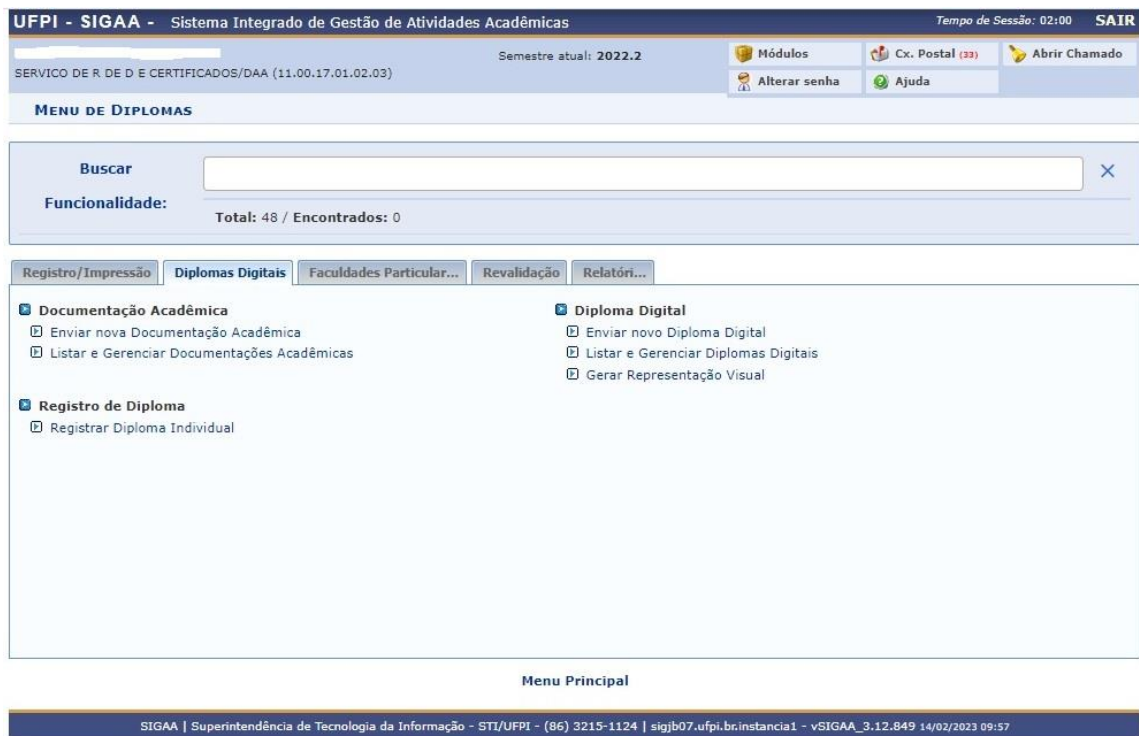 UFPI - SIGAA - Sistema Integrado de Gestão de Atividades Acadêmicas Tempo de Sessão: 02:00 SAIR
Semestre atual: 2022.2 Módulos Cx. Postal (33) Abrir Chamado
SERVICO DE R DE D E CERTIFICADOS/DAA (11.00.17.01.02.03)
Alterar senha Ajuda
MENU DE DIPLOMAS
Buscar
Funcionalidade:
Total: 48 / Encontrados: 0
Registro/Impressão Diplomas Digitais Faculdades Particular... Revalidação Relatóri...
Documentação Acadêmica
Enviar nova Documentação Acadêmica
Listar e Gerenciar Documentações Acadêmicas
Diploma Digital
Enviar novo Diploma Digital
Listar e Gerenciar Diplomas Digitais
Gerar Representação Visual
Registro de Diploma
Registrar Diploma Individual
Menu Principal
SIGAA | Superintendência de Tecnologia da Informação - STI/UFPI - (86) 3215-1124 | sigjb07.ufpi.br.instancia1 - vSIGAA_3.12.849 14/02/2023 09:57